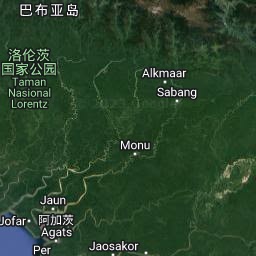 巴布亚岛
洛伦茨
国家公园
Taman
Nasional
Lorentz
Alkmaar
Sabang
Monu
Jaun
Jofar
阿加茨
Agats
Per
Jaosakor